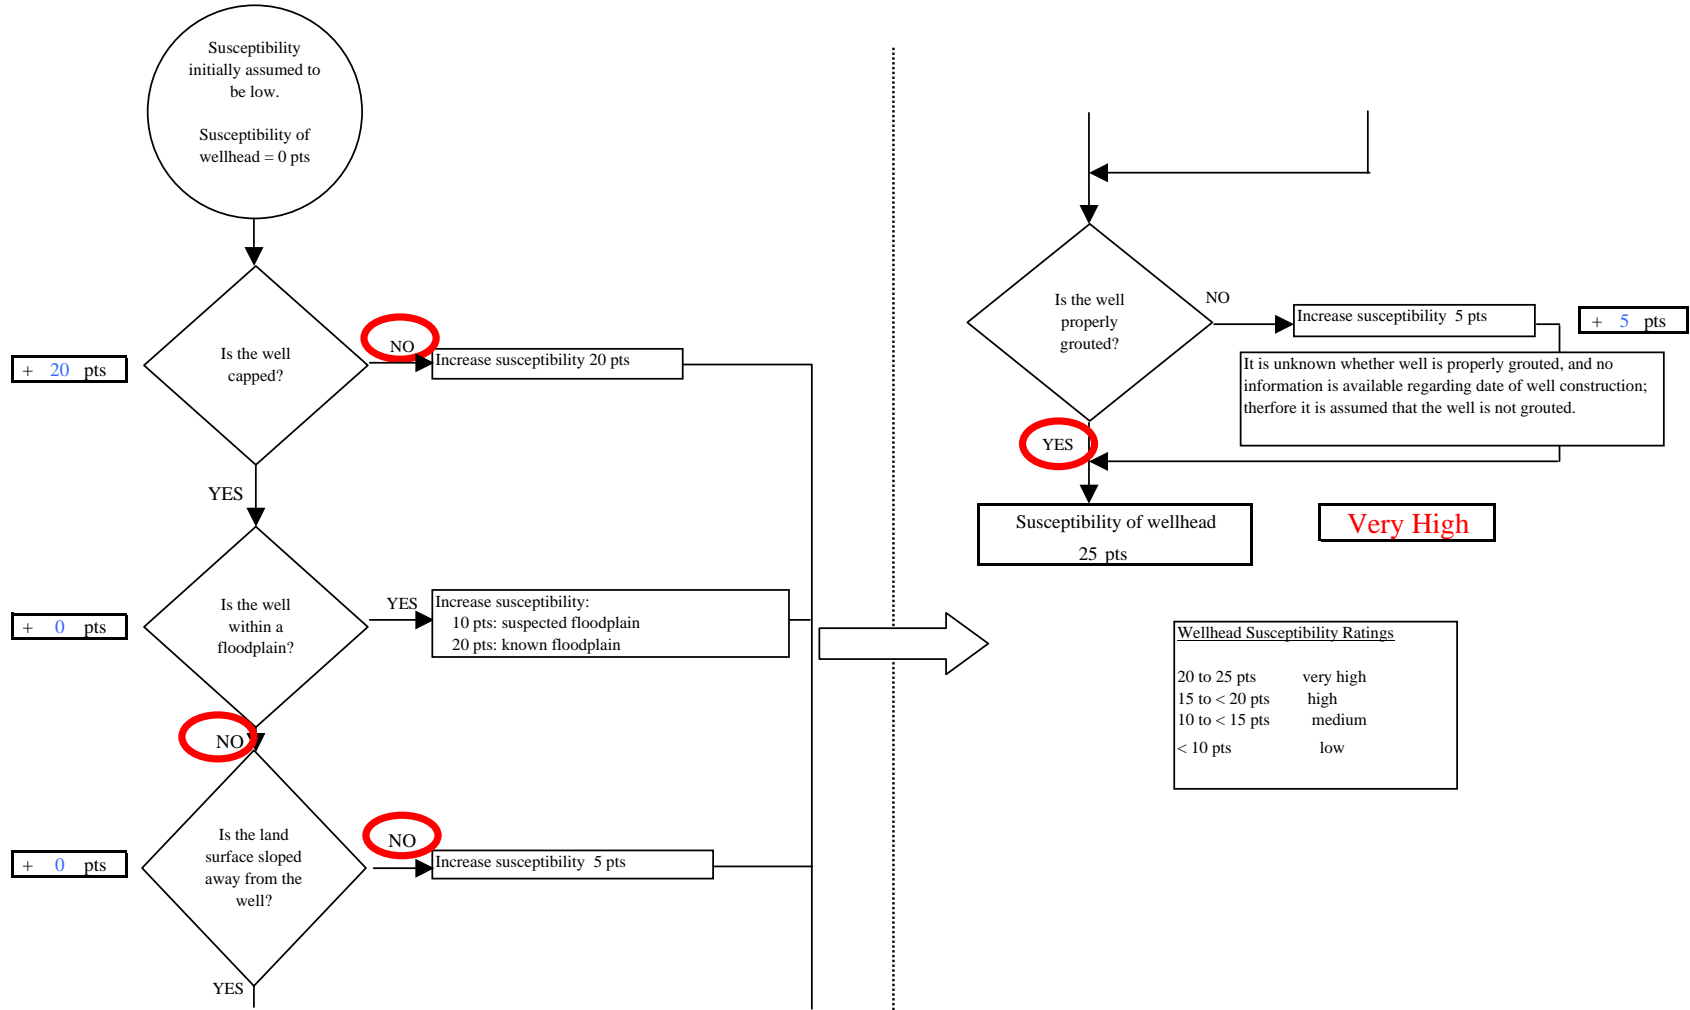 Susceptibility
initially assumed to
be low.
Susceptibility of
wellhead = 0 pts
Is the well
capped?
NO
Increase susceptibility 20 pts
+ 20 pts
YES
Is the well
within a
floodplain?
YES
Increase susceptibility:
10 pts: suspected floodplain
20 pts: known floodplain
+ 0 pts
NO
Is the land
surface sloped
away from the
well?
NO
Increase susceptibility 5 pts
+ 0 pts
YES
Is the well
properly
grouted?
NO
Increase susceptibility 5 pts
+ 5 pts
It is unknown whether well is properly grouted, and no
information is available regarding date of well construction;
therfore it is assumed that the well is not grouted.
YES
Susceptibility of wellhead
25 pts
Very High
Wellhead Susceptibility Ratings
20 to 25 pts very high
15 to < 20 pts high
10 to < 15 pts medium
< 10 pts low